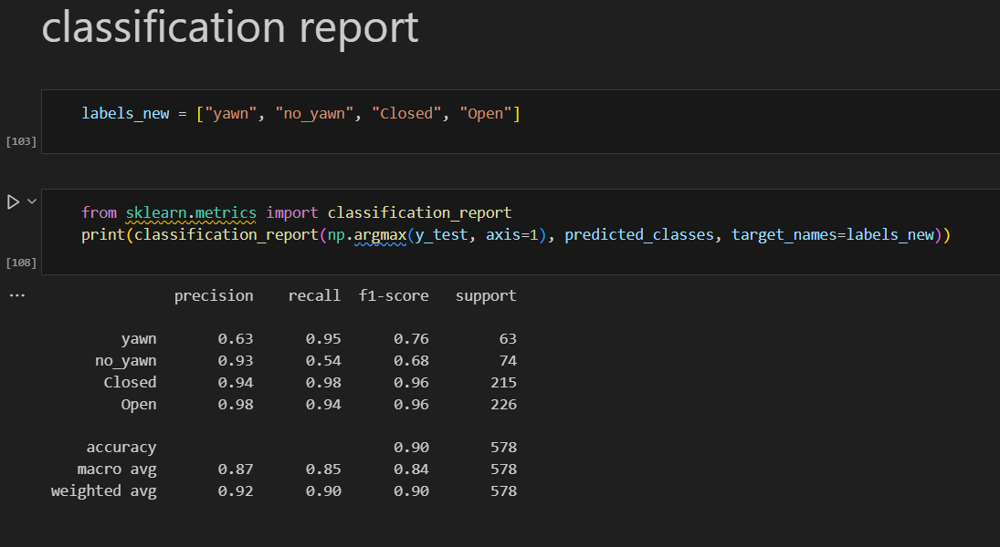 classification report
labels_new = ["yawn", "no_yawn", "Closed", "Open"]
[103]
from sklearn.metrics import classification_report
print(classification_report(np.argmax(y_test, axis=1), predicted_classes, target_names=labels_new))
[108]
...
precision recall f1-score support
yawn 0.63 0.95 0.76 63
no_yawn 0.93 0.54 0.68 74
Closed 0.94 0.98 0.96 215
Open 0.98 0.94 0.96 226
accuracy 0.90 578
macro avg 0.87 0.85 0.84 578
weighted avg 0.92 0.90 0.90 578